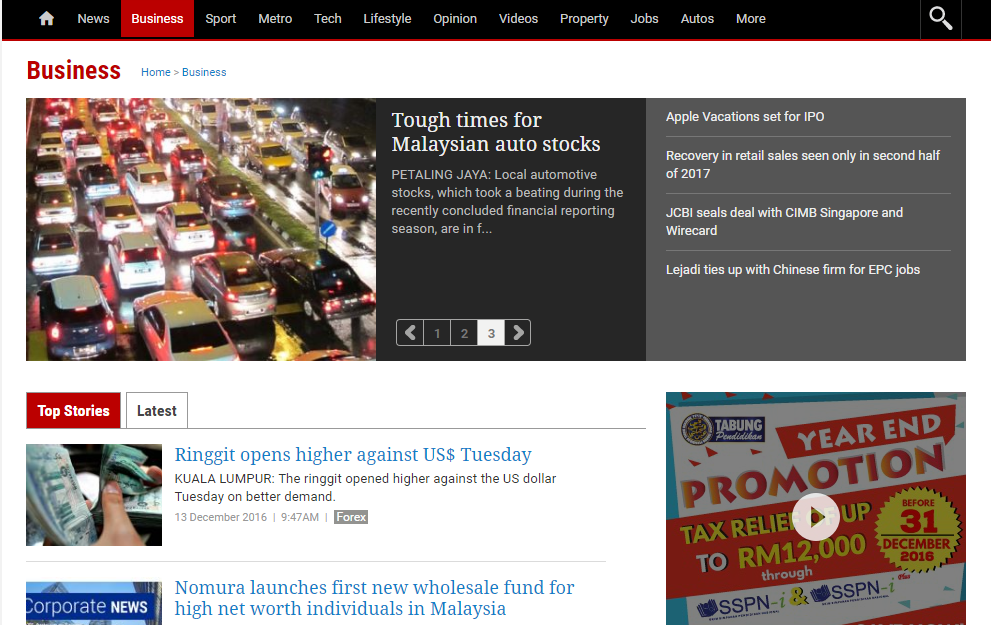 News Business Sport Metro Tech Lifestyle Opinion Videos Property Jobs Autos More
Business Home > Business
Tough times for
Malaysian auto stocks
PETALING JAYA: Local automotive
stocks, which took a beating during the
recently concluded financial reporting
season, are in f...
1 2 3
Apple Vacations set for IPO
Recovery in retail sales seen only in second half
of 2017
JCBI seals deal with CIMB Singapore and
Wirecard
Lejadi ties up with Chinese firm for EPC jobs
Top Stories Latest
Ringgit opens higher against US$ Tuesday
KUALA LUMPUR: The ringgit opened higher against the US dollar
Tuesday on better demand.
13 December 2016 | 9:47AM | Forex
Corporate NEWS
Nomura launches first new wholesale fund for
high net worth individuals in Malaysia
TABUNG
Pendidikan
YEAR END
PROMOTION
TAX RELIEF OF UP
TO RM12,000
through
SSPN-i & SSPN-i Plus
BEFORE
31
DECEMBER
2016